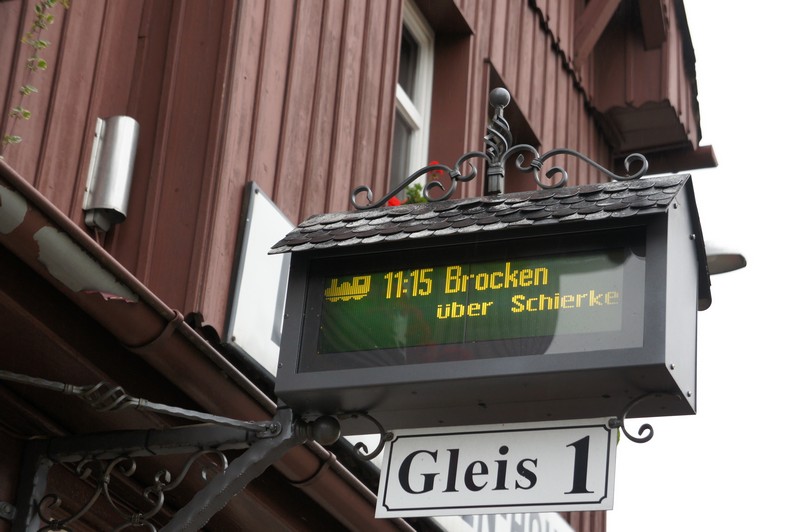 11:15 Brocken
über Schierke
Gleis 1